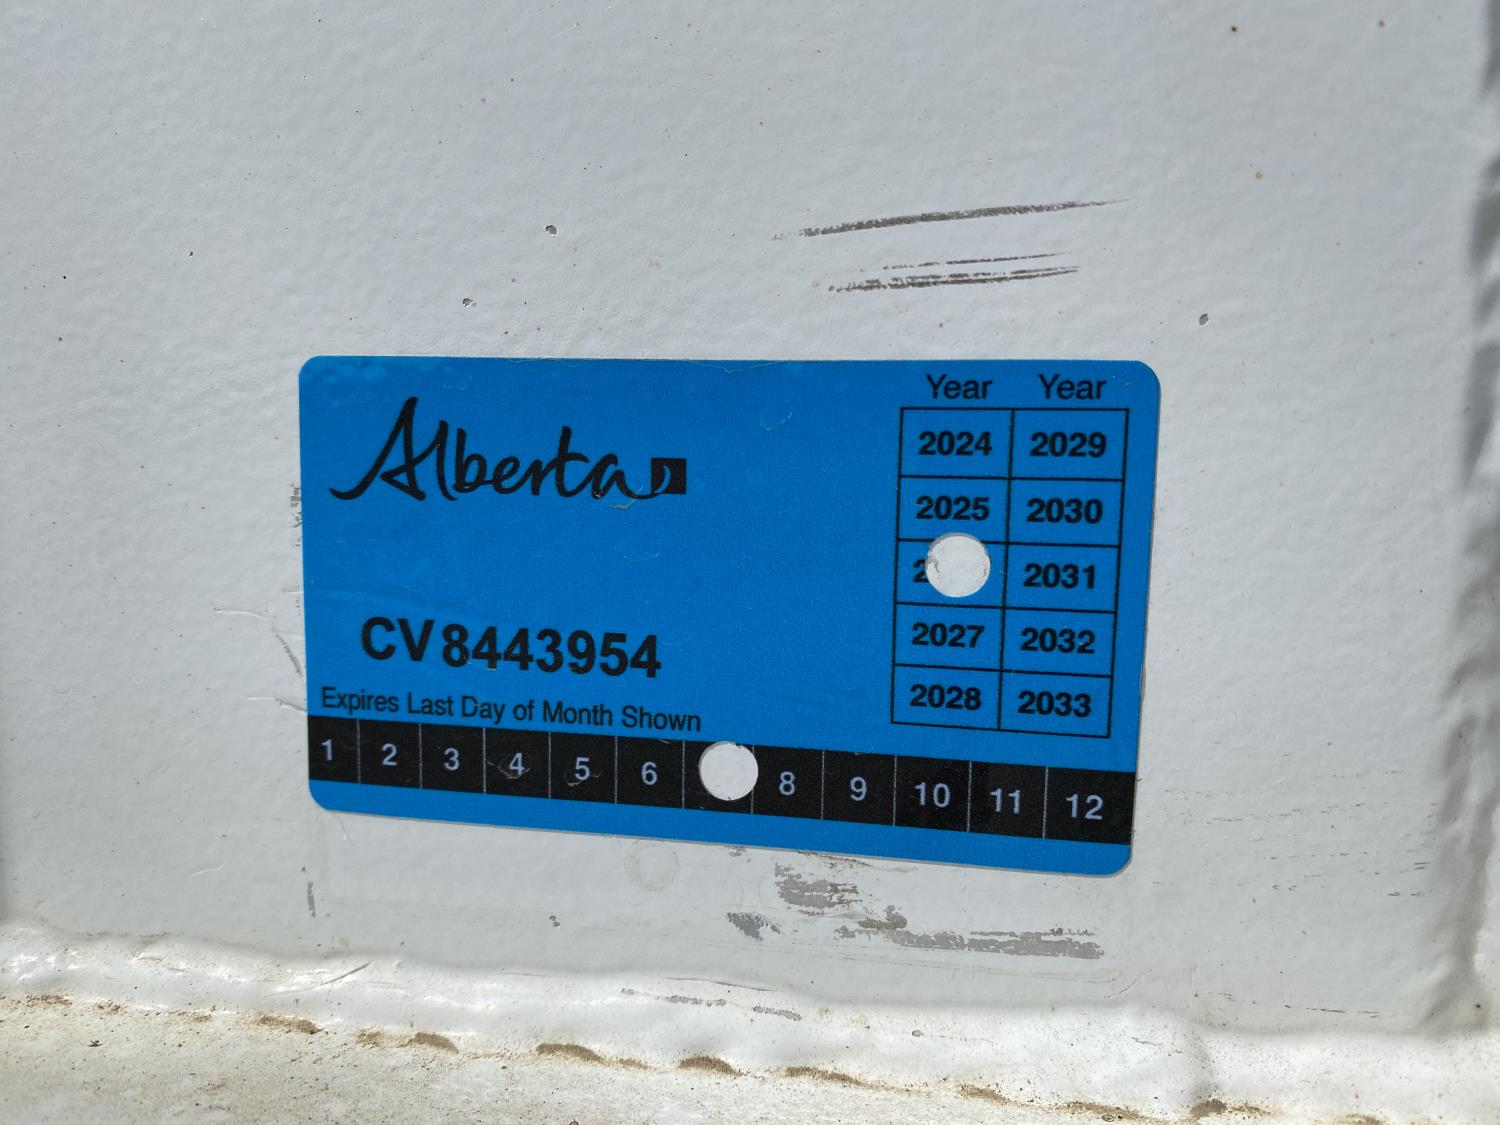 Alberta
Year Year
2024 2029
2025 2030
2031
2027 2032
2028 2033
CV8443954
Expires Last Day of Month Shown
1 2 3 4 5 6 8 9 10 11 12